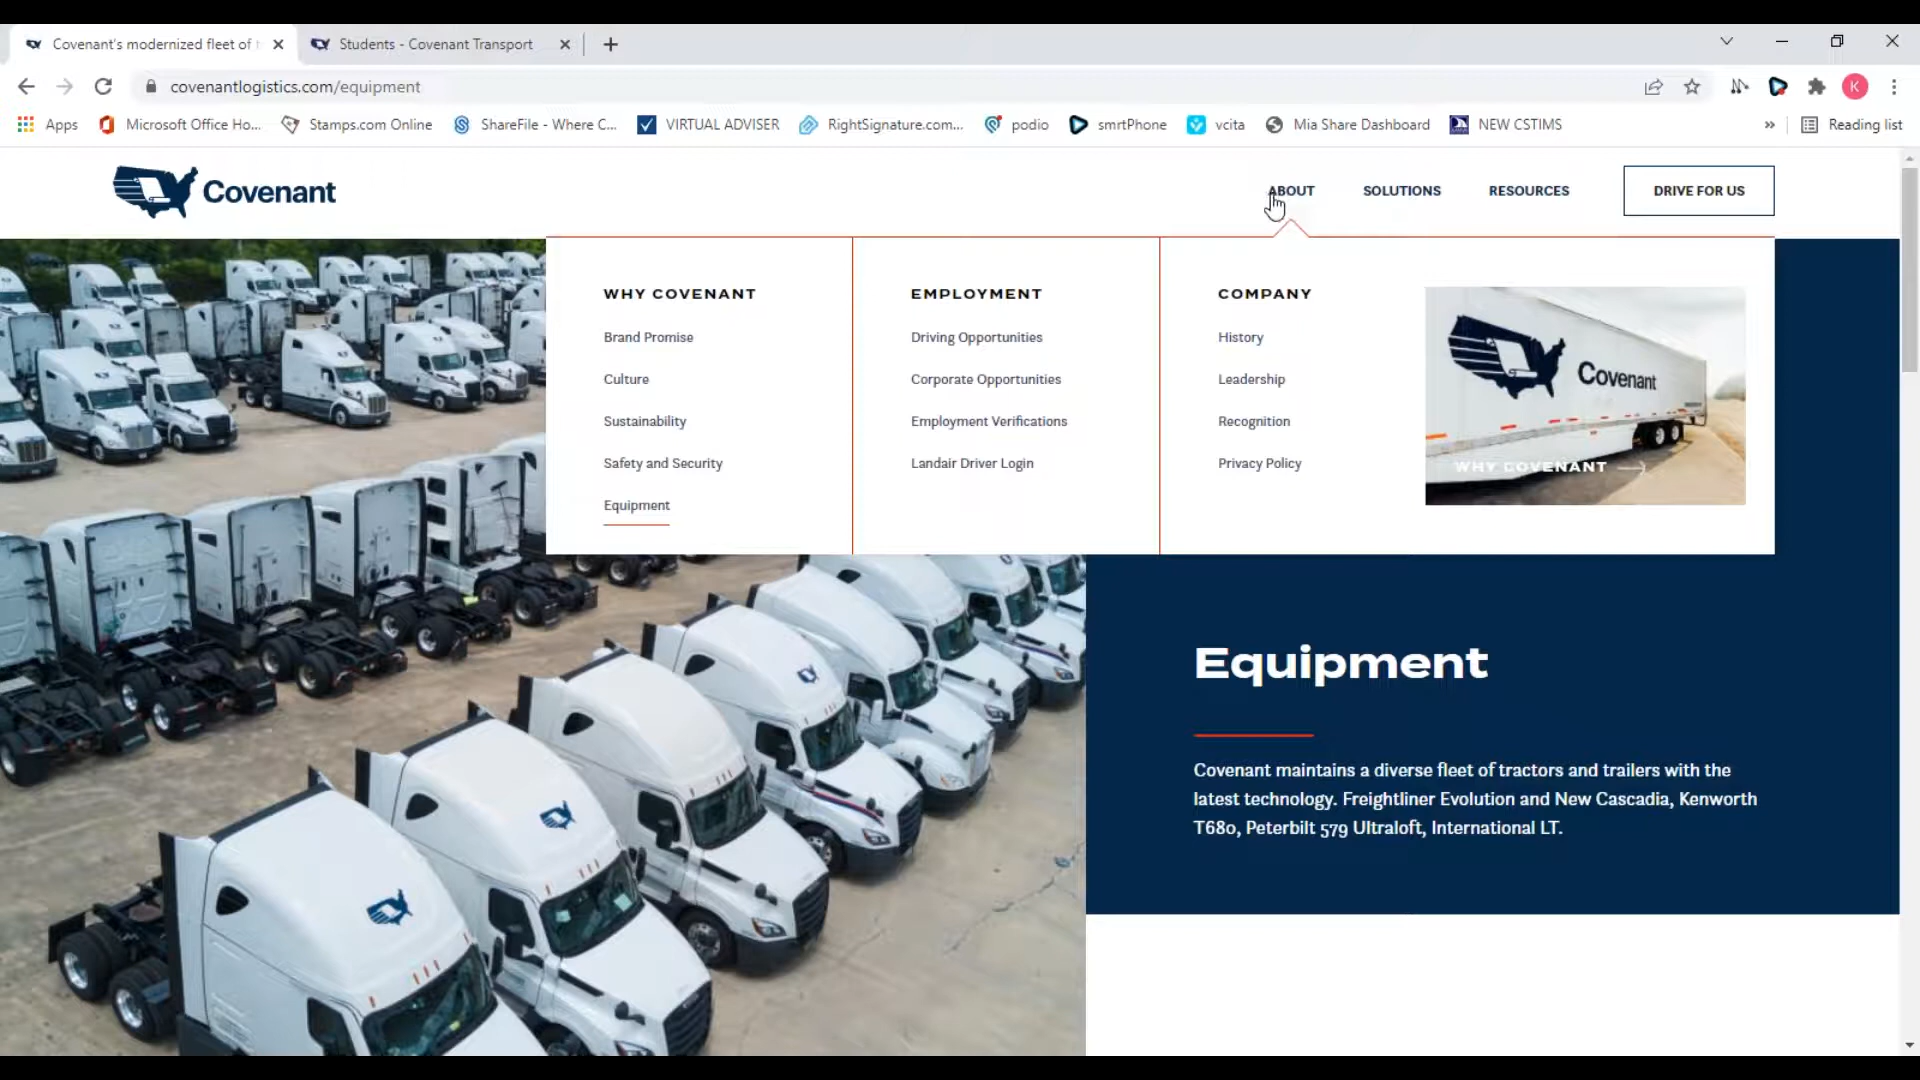 Covenant's modernized fleet of
Students - Covenant Transport
covenantlogistics.com/equipment
K
Apps
Microsoft Office Ho...
Stamps.com Online
ShareFile - Where C...
VIRTUAL ADVISER
RightSignature.com...
podio
smrtPhone
vcita
Mia Share Dashboard
NEW CSTIMS
»
Reading list
Covenant
ABOUT
SOLUTIONS
RESOURCES
DRIVE FOR US
WHY COVENANT
Brand Promise
Culture
Sustainability
Safety and Security
Equipment
EMPLOYMENT
Driving Opportunities
Corporate Opportunities
Employment Verifications
Landair Driver Login
COMPANY
History
Leadership
Recognition
Privacy Policy
Covenant
WHY COVENANT
Equipment
Covenant maintains a diverse fleet of tractors and trailers with the
latest technology. Freightliner Evolution and New Cascadia, Kenworth
T680, Peterbilt 579 Ultraloft, International LT.